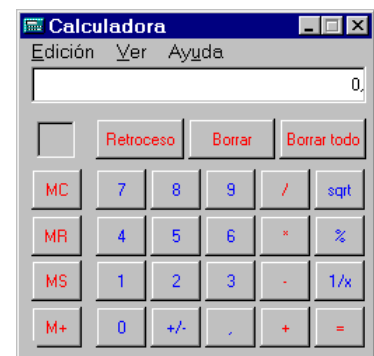 Calculadora
Edición Ver Ayuda
0,
Retroceso Borrar Borrar todo
MC 7 8 9 / sqrt
MR 4 5 6 * %
MS 1 2 3 - 1/x
M+ 0 +/- , + =